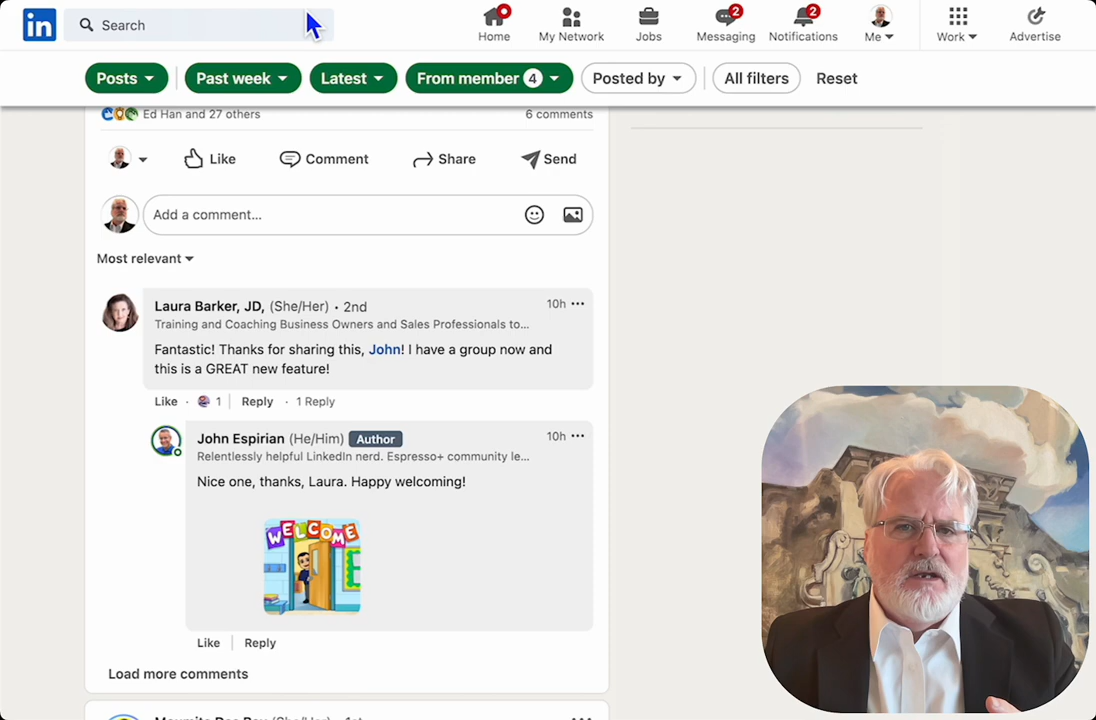 in
Search
Home
My Network
Jobs
2
Messaging
2
Notifications
Me
Work
Advertise
Posts
Past week
Latest
From member 4
Posted by
All filters
Reset
Ed Han and 27 others
6 comments
Like
Comment
Share
Send
Add a comment...
Most relevant
Laura Barker, JD, (She/Her) • 2nd
10h
Training and Coaching Business Owners and Sales Professionals to...
Fantastic! Thanks for sharing this, John! I have a group now and
this is a GREAT new feature!
Like · 1 | Reply · 1 Reply
John Espirian (He/Him) Author
10h
Relentlessly helpful LinkedIn nerd. Espresso+ community le...
Nice one, thanks, Laura. Happy welcoming!
WELCOME
Like | Reply
Load more comments